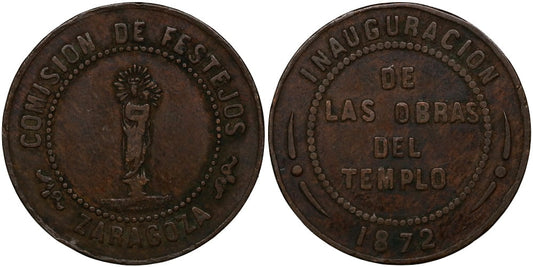 COMISION DE FESTEJOS
ZARAGOZA
INAUGURACION
DE
LAS OBRAS
DEL
TEMPLO
1872